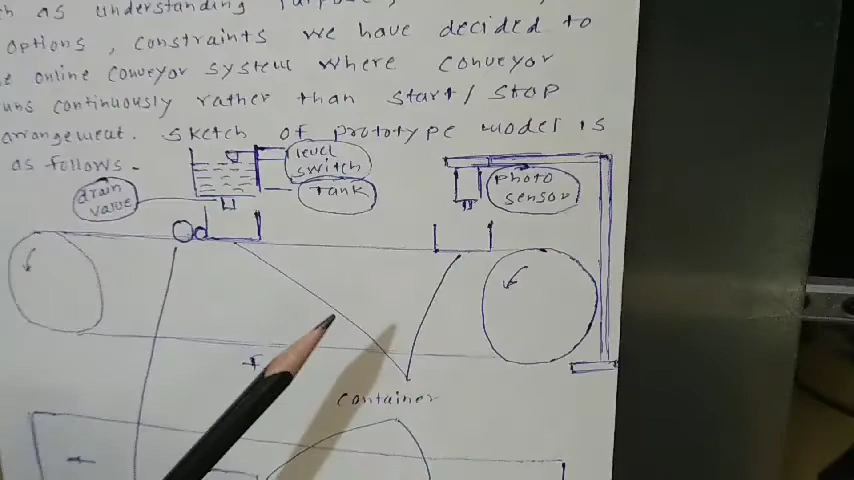 as understanding
options, constraints we have decided to
online conveyor system where conveyor
continuously rather than start/stop
arrangement. sketch of prototype model is
as follows.
level
switch
Tank
drain
valve
photo
sensor
container